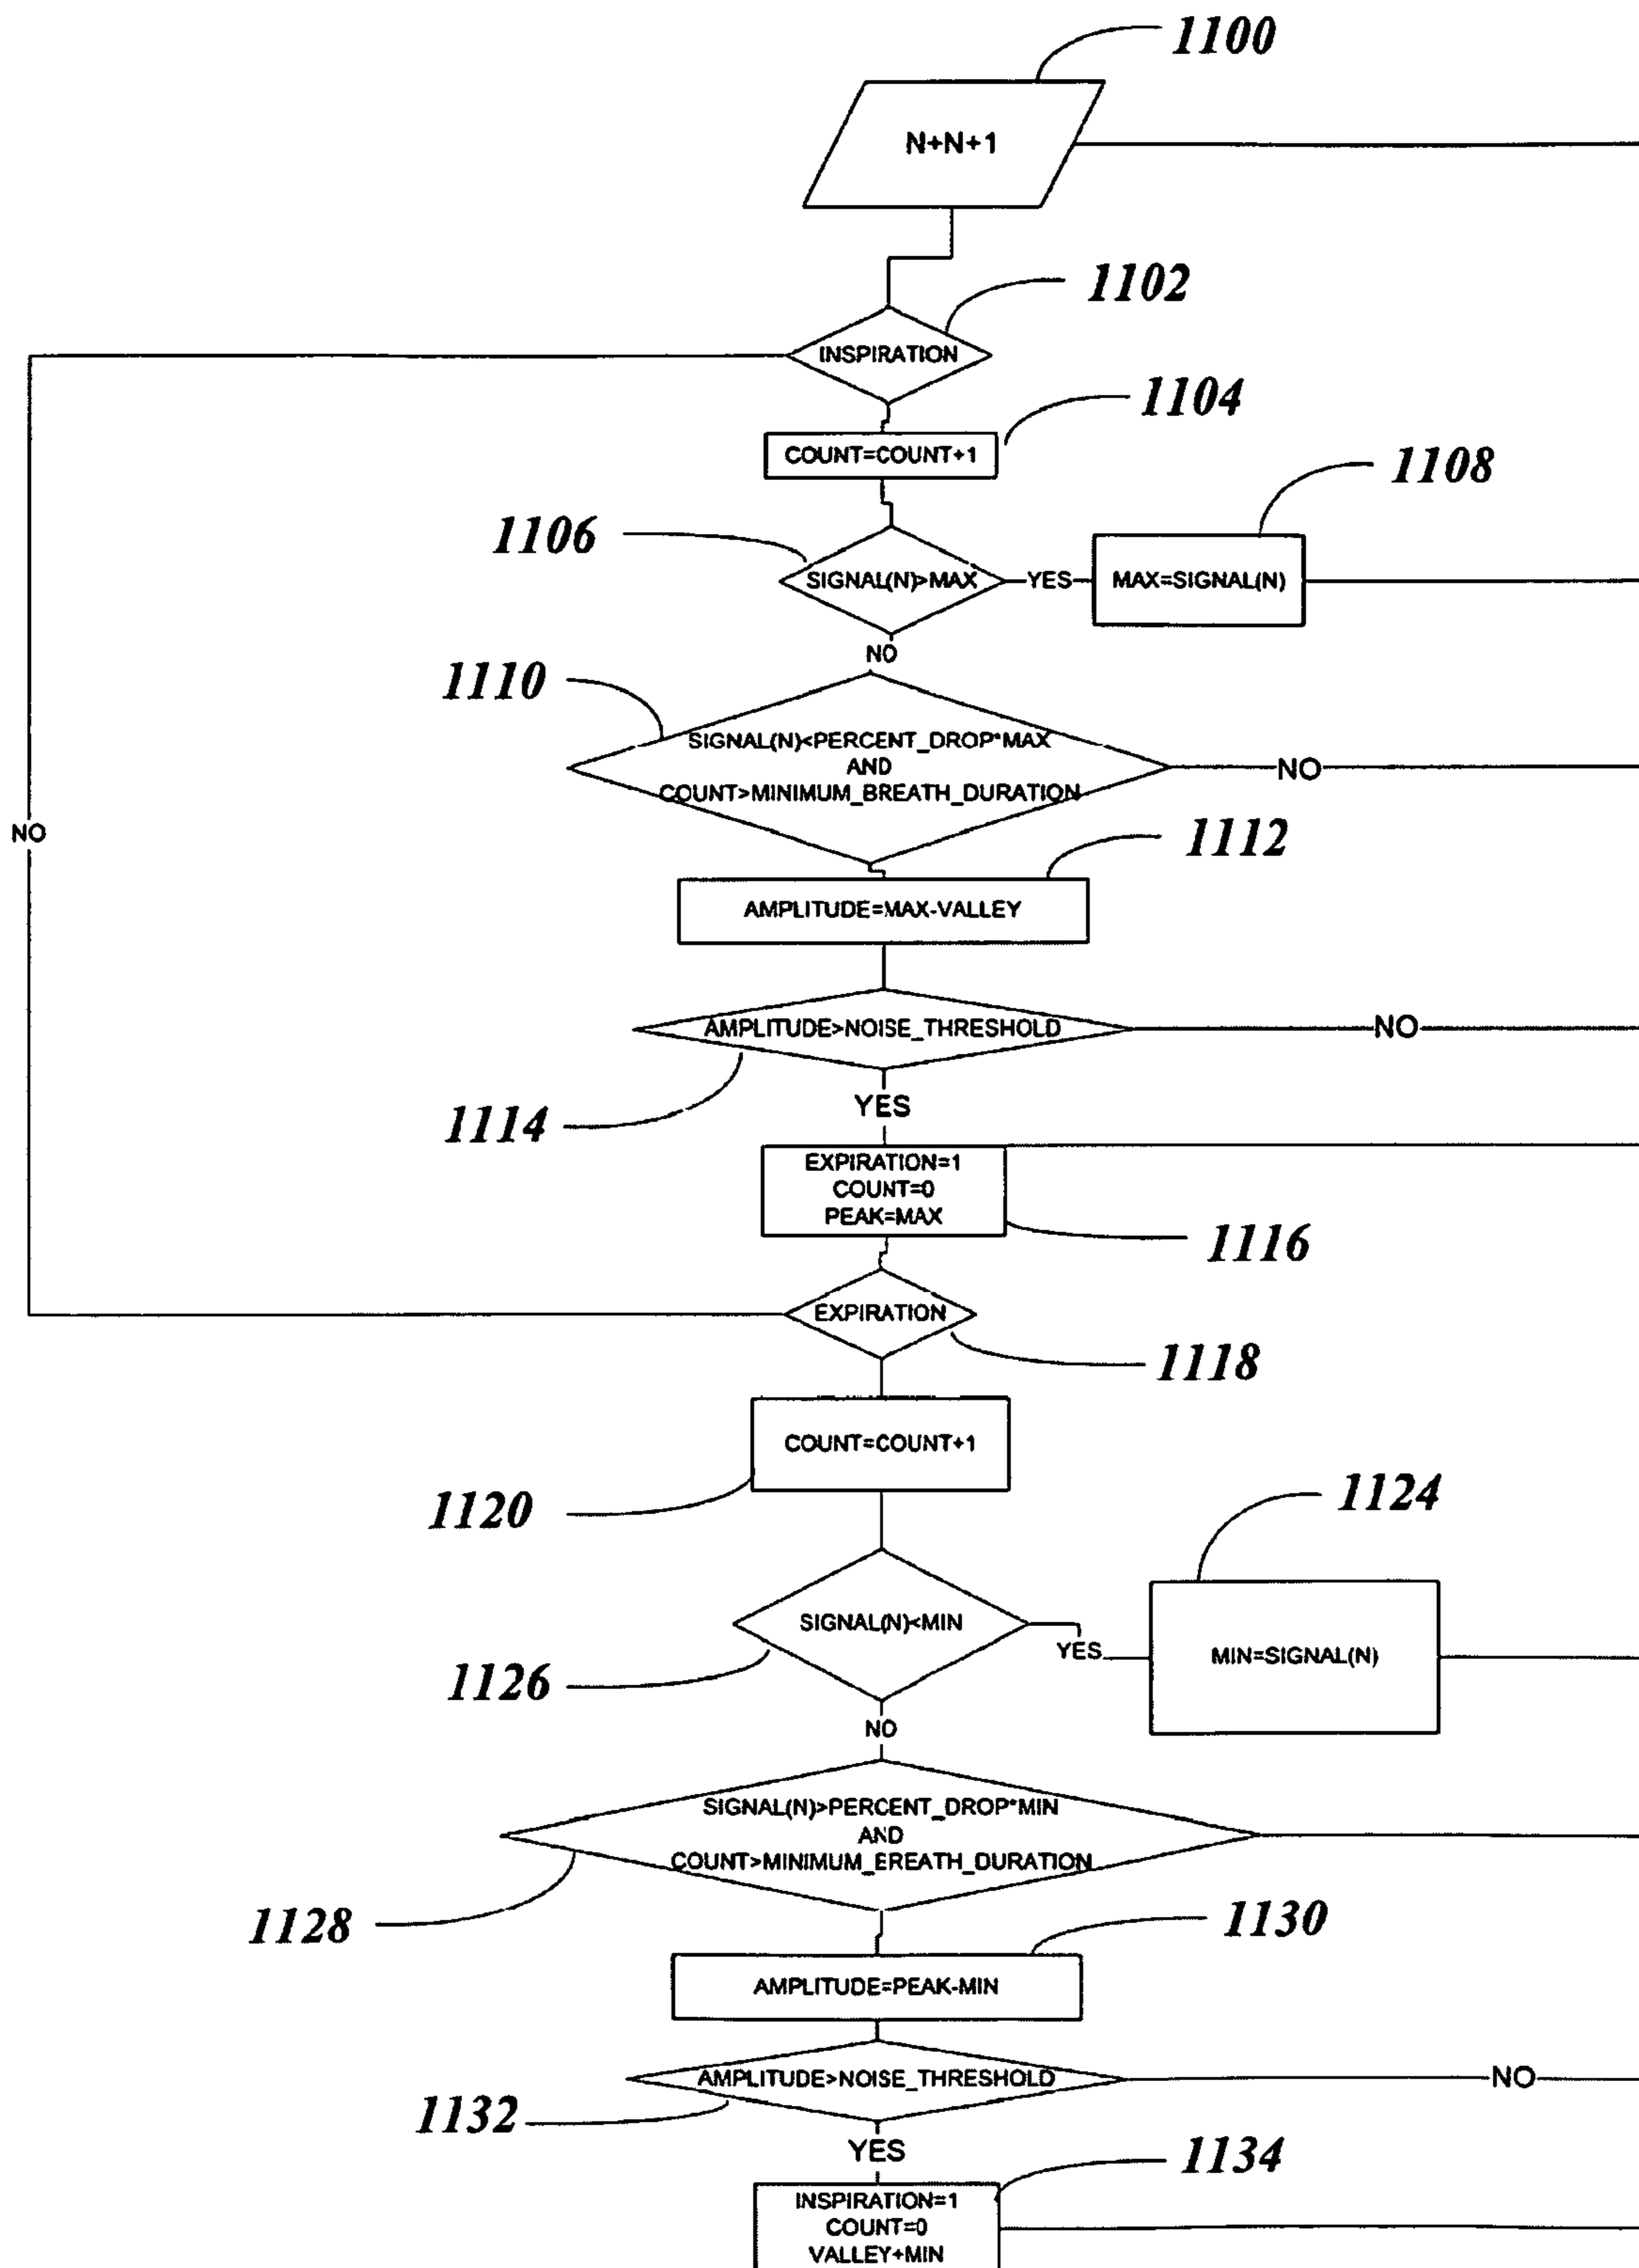 1100
N+N+1
1102
INSPIRATION
1104
COUNT=COUNT+1
1108
1106
SIGNAL(N)>MAX
YES
MAX=SIGNAL(N)
NO
1110
SIGNAL(N)<PERCENT_DROP*MAX
AND
NO
COUNT>MINIMUM_BREATH_DURATION
NO
1112
AMPLITUDE=MAX-VALLEY
AMPLITUDE>NOISE_THRESHOLD
NO
YES
1114
EXPIRATION=1
COUNT=0
PEAK=MAX
1116
EXPIRATION
1118
COUNT=COUNT+1
1120
1124
SIGNAL(N)<MIN
YES
MIN=SIGNAL(N)
1126
NO
SIGNAL(N)>PERCENT_DROP*MIN
AND
COUNT>MINIMUM_EREATH_DURATION
1128
1130
AMPLITUDE=PEAK-MIN
AMPLITUDE>NOISE_THRESHOLD
NO
1132
YES
1134
INSPIRATION=1
COUNT=0
VALLEY+MIN